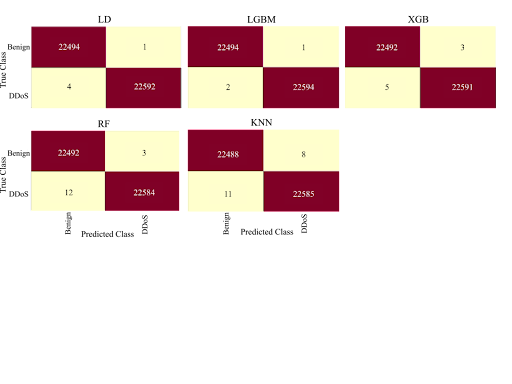 LD LGBM XGB
True Class
Benign 22494 1 22494 1 22492 3
DDoS 4 22592 2 22594 5 22591
RF KNN
True Class
Benign 22492 3 22488 8
DDoS 12 22584 11 22585
Benign DDoS Benign DDoS
Predicted Class Predicted Class